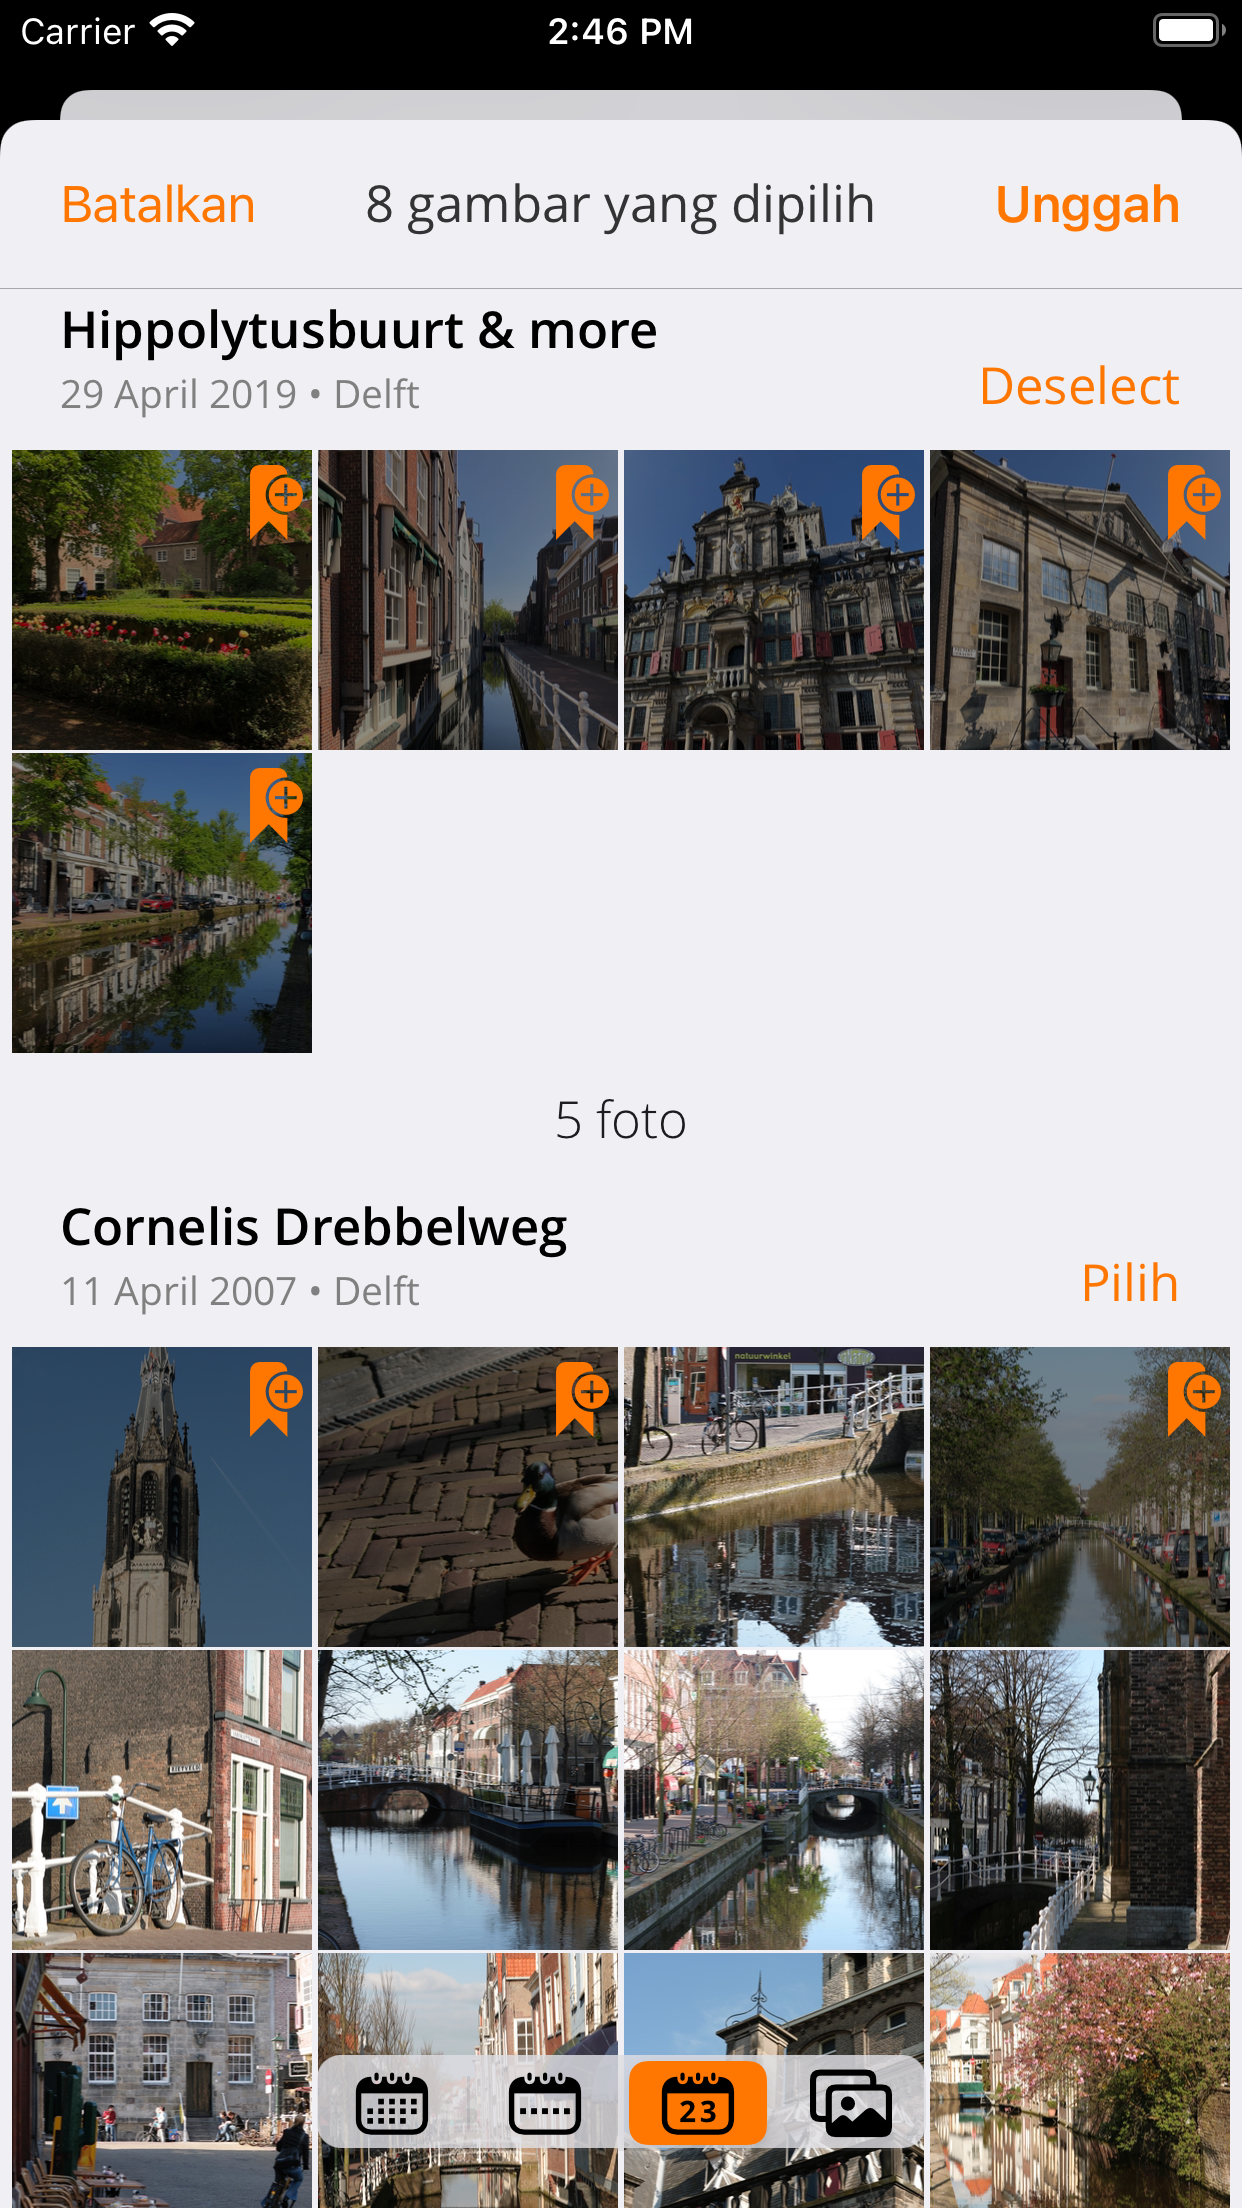 Carrier
2:46 PM
Batalkan
8 gambar yang dipilih
Unggah
Hippolytusbuurt & more
29 April 2019 • Delft
Deselect
5 foto
Cornelis Drebbelweg
11 April 2007 • Delft
Pilih
natuurwinkel
23